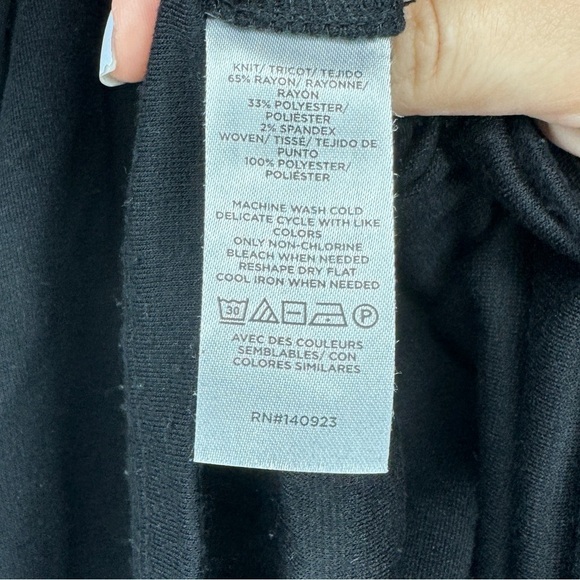 KNIT/ TRICOT/ TEJIDO
65% RAYON/ RAYONNE/
RAYÓN
33% POLYESTER/
POLIÉSTER
2% SPANDEX
WOVEN/ TISSÉ/ TEJIDO DE
PUNTO
100% POLYESTER/
POLIÉSTER
MACHINE WASH COLD
DELICATE CYCLE WITH LIKE
COLORS
ONLY NON-CHLORINE
BLEACH WHEN NEEDED
RESHAPE DRY FLAT
COOL IRON WHEN NEEDED
30 P
AVEC DES COULEURS
SEMBLABLES/ CON
COLORES SIMILARES
RN#140923